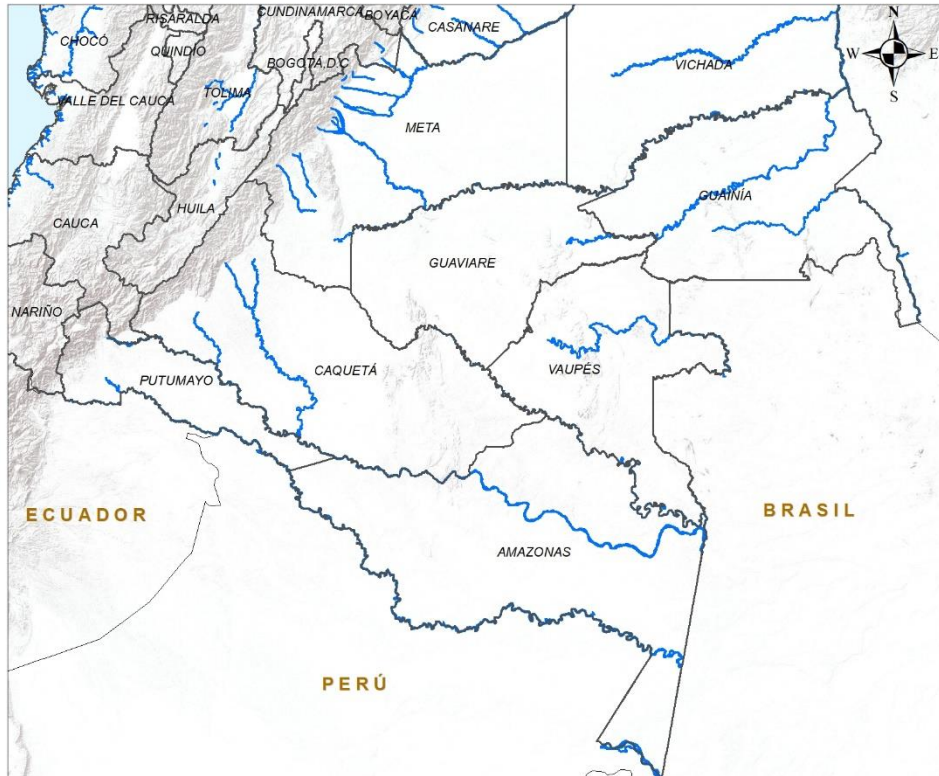 RISARALDA
CUNDINAMARCA
BOYACÁ
CASANARE
N
CHOCÓ
QUINDIO
BOGOTÁ D.C
W
E
VICHADA
S
VALLE DEL CAUCA
TOLIMA
META
CAUCA
HUILA
GUAINÍA
GUAVIARE
NARIÑO
PUTUMAYO
CAQUETÁ
VAUPÉS
ECUADOR
BRASIL
AMAZONAS
PERÚ